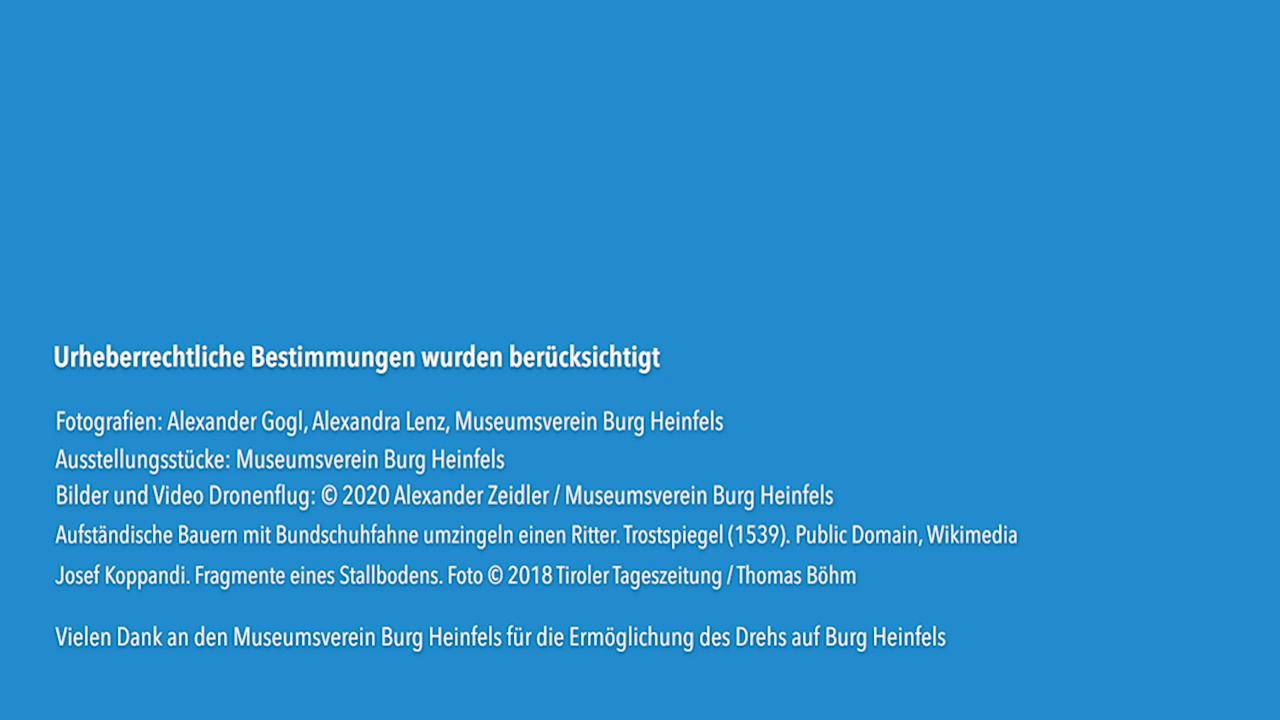 Urheberrechtliche Bestimmungen wurden berücksichtigt
Fotografien: Alexander Gogl, Alexandra Lenz, Museumsverein Burg Heinfels
Ausstellungsstücke: Museumsverein Burg Heinfels
Bilder und Video Dronenflug: © 2020 Alexander Zeidler / Museumsverein Burg Heinfels
Aufständische Bauern mit Bundschuhfahne umzingeln einen Ritter. Trostspiegel (1539). Public Domain, Wikimedia
Josef Koppandi. Fragmente eines Stallbodens. Foto © 2018 Tiroler Tageszeitung / Thomas Böhm
Vielen Dank an den Museumsverein Burg Heinfels für die Ermöglichung des Drehs auf Burg Heinfels